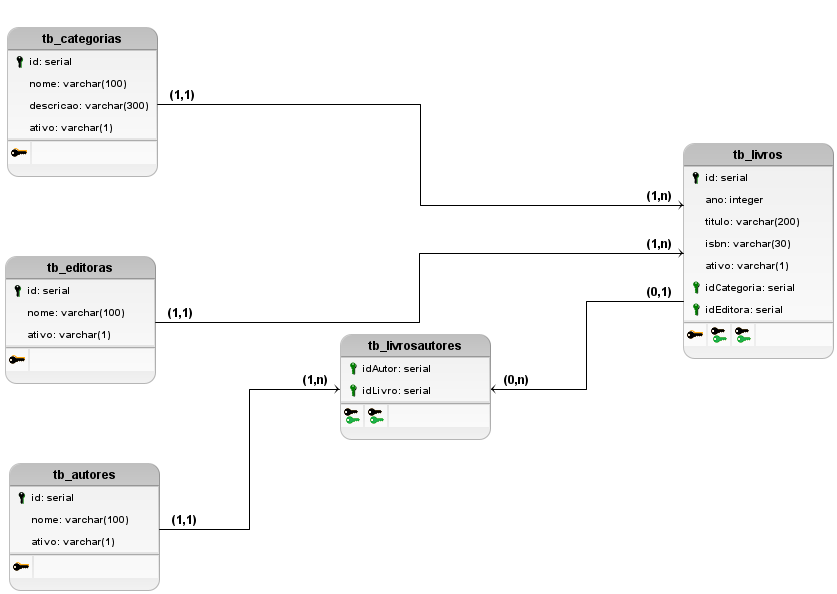 tb_categorias
id: serial
nome: varchar(100)
descricao: varchar(300)
ativo: varchar(1)
(1,1)
(1,n)
tb_livros
id: serial
ano: integer
titulo: varchar(200)
isbn: varchar(30)
ativo: varchar(1)
idCategoria: serial
idEditora: serial
tb_editoras
id: serial
nome: varchar(100)
ativo: varchar(1)
(1,1)
(1,n)
(0,1)
tb_livrosautores
idAutor: serial
idLivro: serial
(1,n)
(0,n)
tb_autores
id: serial
nome: varchar(100)
ativo: varchar(1)
(1,1)